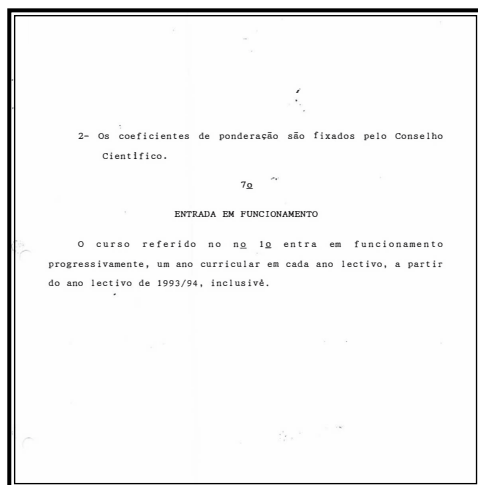 2- Os coeficientes de ponderação são fixados pelo Conselho
Científico.
7º
ENTRADA EM FUNCIONAMENTO
O curso referido no nº 1º entra em funcionamento
progressivamente, um ano curricular em cada ano lectivo, a partir
do ano lectivo de 1993/94, inclusivê.